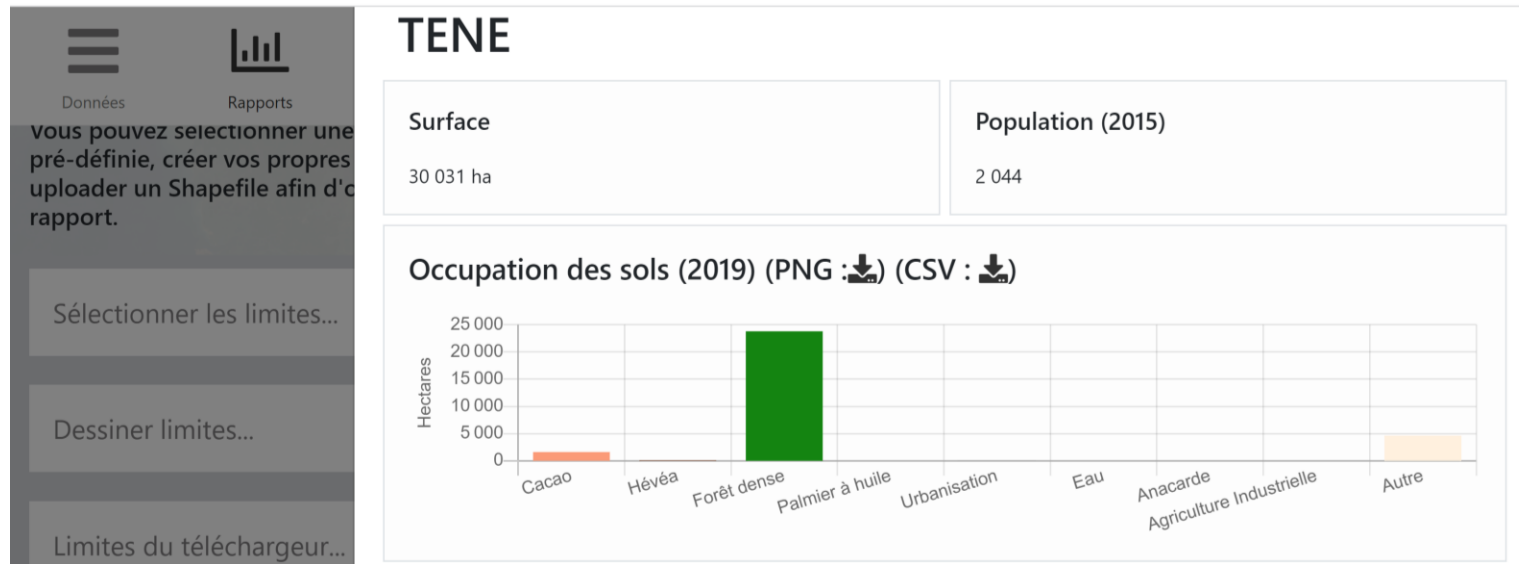 Données
Rapports
Vous pouvez sélectionner une
pré-définie, créer vos propres
uploader un Shapefile afin d'o
rapport.
Sélectionner les limites...
Dessiner limites...
Limites du téléchargeur...
TENE
Surface
30 031 ha
Population (2015)
2 044
Occupation des sols (2019) (PNG : ) (CSV : )
Hectares
25 000
20 000
15 000
10 000
5 000
0
Cacao
Hévéa
Forêt dense
Palmier à huile
Urbanisation
Eau
Anacarde
Agriculture Industrielle
Autre